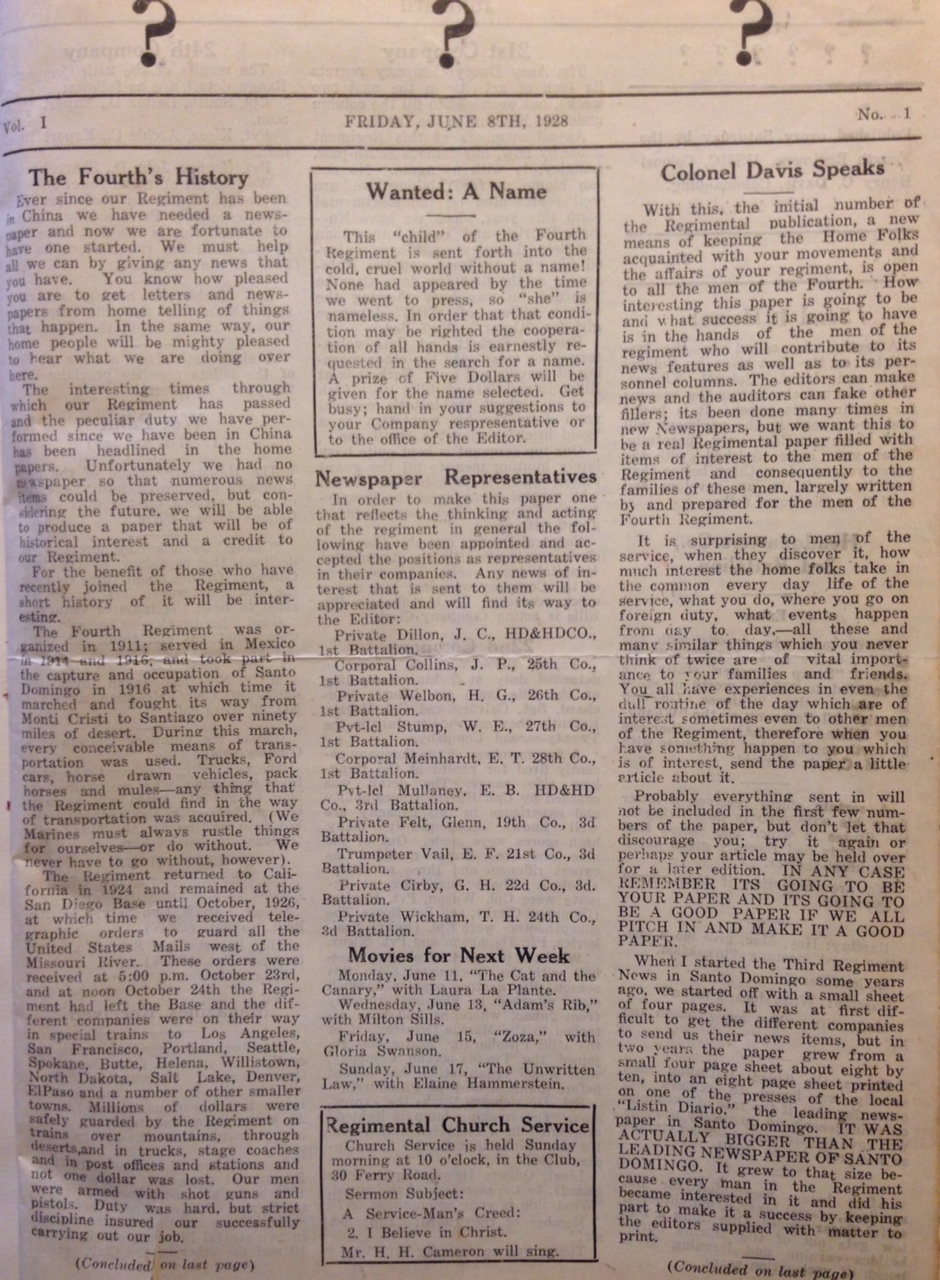 ? ? ?
Vol. I
FRIDAY, JUNE 8TH, 1928
No. 1
The Fourth's History
Ever since our Regiment has been
in China we have needed a news-
paper and now we are fortunate to
have one started. We must help
all we can by giving any news that
you have. You know how pleased
you are to get letters and news-
papers from home telling of things
that happen. In the same way, our
home people will be mighty pleased
to hear what we are doing over
here.
The interesting times through
which our Regiment has passed
and the peculiar duty we have per-
formed since we have been in China
has been headlined in the home
papers. Unfortunately we had no
newspaper so that numerous news
items could be preserved, but con-
sidering the future, we will be able
to produce a paper that will be of
historical interest and a credit to
our Regiment.
For the benefit of those who have
recently joined the Regiment, a
short history of it will be inter-
esting.
The Fourth Regiment was or-
ganized in 1911; served in Mexico
in 1914 and 1916, and took part in
the capture and occupation of Santo
Domingo in 1916 at which time it
marched and fought its way from
Monti Cristi to Santiago over ninety
miles of desert. During this march,
every conceivable means of trans-
portation was used. Trucks, Ford
cars, horse drawn vehicles, pack
horses and mules—any thing that
the Regiment could find in the way
of transportation was acquired. (We
Marines must always rustle things
for ourselves—or do without. We
never have to go without, however).
The Regiment returned to Cali-
fornia in 1924 and remained at the
San Diego Base until October, 1926,
at which time we received tele-
graphic orders to guard all the
United States Mails west of the
Missouri River. These orders were
received at 5:00 p.m. October 23rd,
and at noon October 24th the Regi-
ment had left the Base and the dif-
ferent companies were on their way
in special trains to Los Angeles,
San Francisco, Portland, Seattle,
Spokane, Butte, Helena, Willistown,
North Dakota, Salt Lake, Denver,
ElPaso and a number of other smaller
towns. Millions of dollars were
safely guarded by the Regiment on
trains over mountains, through
deserts,and in trucks, stage coaches
and in post offices and stations and
not one dollar was lost. Our men
were armed with shot guns and
pistols. Duty was hard, but strict
discipline insured our successfully
carrying out our job.
(Concluded on last page)
Wanted: A Name
This "child" of the Fourth
Regiment is sent forth into the
cold, cruel world without a name!
None had appeared by the time
we went to press, so "she" is
nameless. In order that that condi-
tion may be righted the coopera-
tion of all hands is earnestly re-
quested in the search for a name.
A prize of Five Dollars will be
given for the name selected. Get
busy; hand in your suggestions to
your Company respresentative or
to the office of the Editor.
Newspaper Representatives
In order to make this paper one
that reflects the thinking and acting
of the regiment in general the fol-
lowing have been appointed and ac-
cepted the positions as representatives
in their companies. Any news of in-
terest that is sent to them will be
appreciated and will find its way to
the Editor:
Private Dillon, J. C., HD&HDCO.,
1st Battalion.
Corporal Collins, J. P., 25th Co.,
1st Battalion.
Private Welbon, H. G., 26th Co.,
1st Battalion.
Pvt-1cl Stump, W. E., 27th Co.,
1st Battalion.
Corporal Meinhardt, E. T. 28th Co.,
1st Battalion.
Pvt-1cl Mullaney, E. B. HD&HD
Co., 3rd Battalion.
Private Felt, Glenn, 19th Co., 3d
Battalion.
Trumpeter Vail, E. F. 21st Co., 3d
Battalion.
Private Cirby, G. H. 22d Co., 3d.
Battalion.
Private Wickham, T. H. 24th Co.,
3d Battalion.
Movies for Next Week
Monday, June 11, "The Cat and the
Canary," with Laura La Plante.
Wednesday, June 13, "Adam's Rib,"
with Milton Sills.
Friday, June 15, "Zoza," with
Gloria Swanson.
Sunday, June 17, "The Unwritten
Law," with Elaine Hammerstein.
Regimental Church Service
Church Service is held Sunday
morning at 10 o'clock, in the Club,
30 Ferry Road.
Sermon Subject:
A Service-Man's Creed:
2. I Believe in Christ.
Mr. H. H. Cameron will sing.
Colonel Davis Speaks
With this, the initial number of
the Regimental publication, a new
means of keeping the Home Folks
acquainted with your movements and
the affairs of your regiment, is open
to all the men of the Fourth. How
interesting this paper is going to be
and what success it is going to have
is in the hands of the men of the
regiment who will contribute to its
news features as well as to its per-
sonnel columns. The editors can make
news and the auditors can fake other
fillers; its been done many times in
new Newspapers, but we want this to
be a real Regimental paper filled with
items of interest to the men of the
Regiment and consequently to the
families of these men, largely written
by and prepared for the men of the
Fourth Regiment.
It is surprising to men of the
service, when they discover it, how
much interest the home folks take in
the common every day life of the
service, what you do, where you go on
foreign duty, what events happen
from day to day,—all these and
many similar things which you never
think of twice are of vital import-
ance to your families and friends.
You all have experiences in even the
dull routine of the day which are of
interest sometimes even to other men
of the Regiment, therefore when you
have something happen to you which
is of interest, send the paper a little
article about it.
Probably everything sent in will
not be included in the first few num-
bers of the paper, but don't let that
discourage you; try it again or
perhaps your article may be held over
for a later edition. IN ANY CASE
REMEMBER ITS GOING TO BE
YOUR PAPER AND ITS GOING TO
BE A GOOD PAPER IF WE ALL
PITCH IN AND MAKE IT A GOOD
PAPER.
When I started the Third Regiment
News in Santo Domingo some years
ago, we started off with a small sheet
of four pages. It was at first dif-
ficult to get the different companies
to send us their news items, but in
two years the paper grew from a
small four page sheet about eight by
ten, into an eight page sheet printed
on one of the presses of the local
"Listin Diario." the leading news-
paper in Santo Domingo. IT WAS
ACTUALLY BIGGER THAN THE
LEADING NEWSPAPER OF SANTO
DOMINGO. It grew to that size be-
cause every man in the Regiment
became interested in it and did his
part to make it a success by keeping
the editors supplied with matter to
print.
(Concluded on last page)